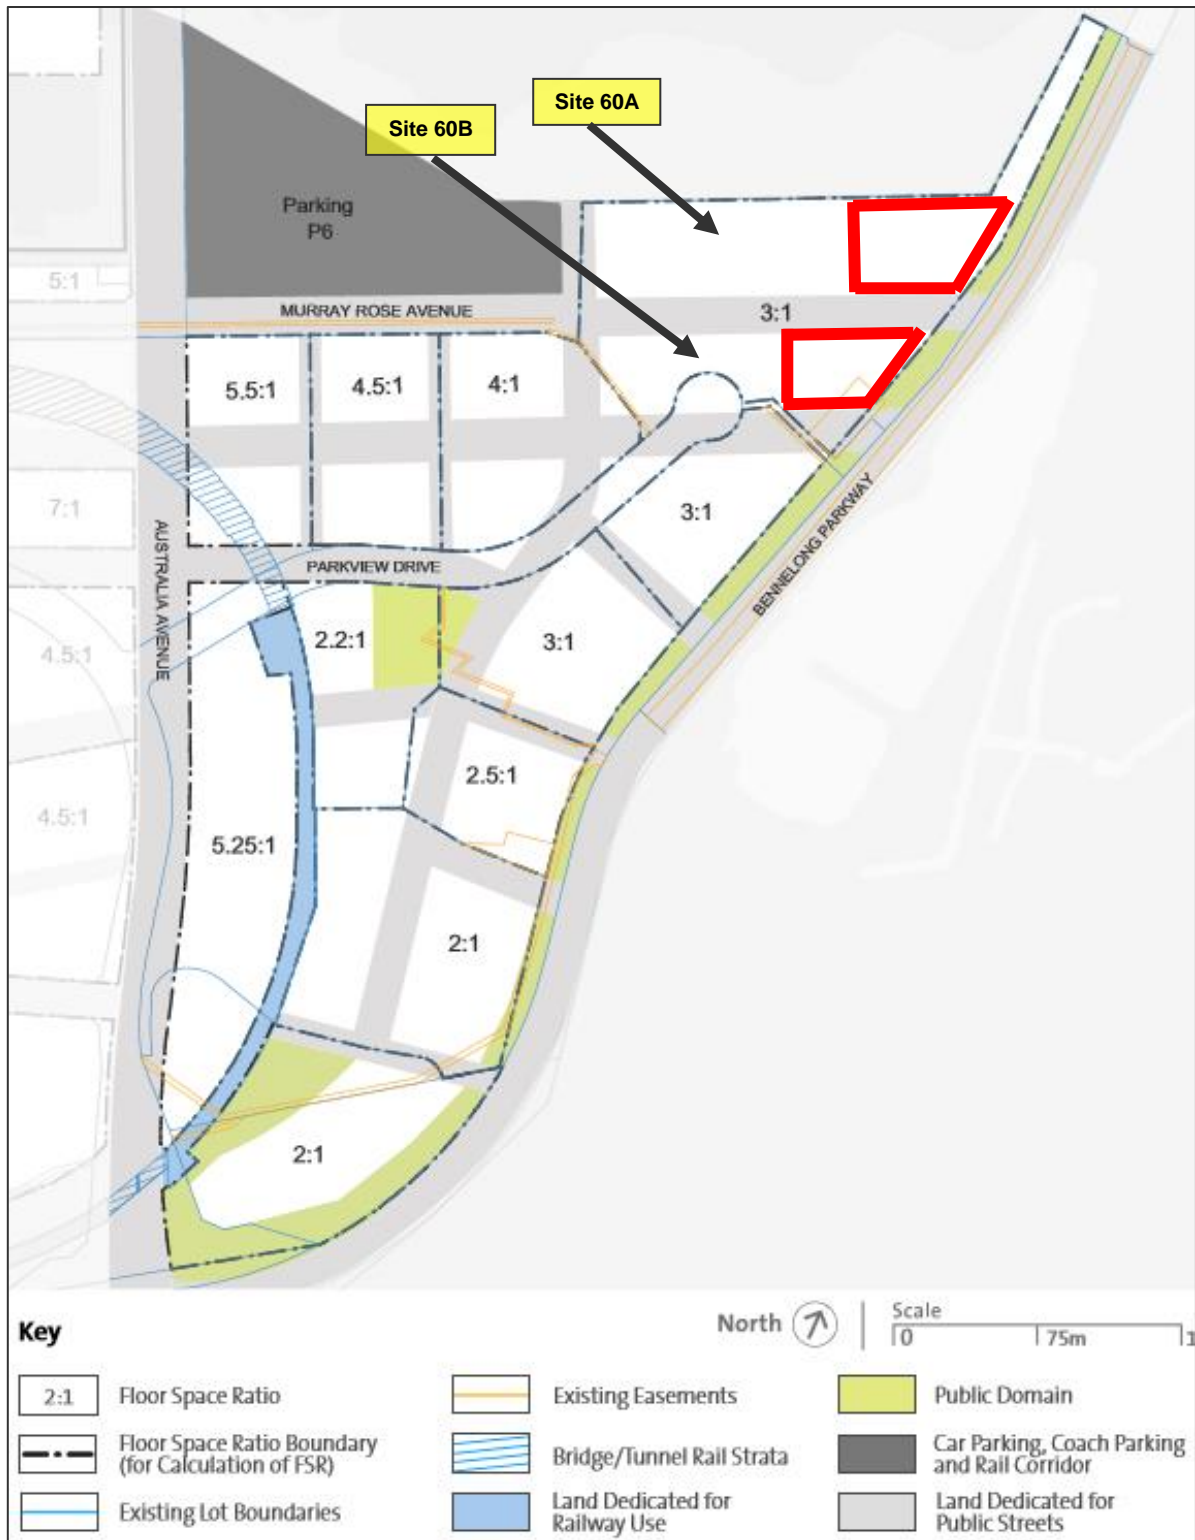 Site 60A
Site 60B
Parking
P6
5:1
MURRAY ROSE AVENUE
3:1
5.5:1
4.5:1
4:1
7:1
3:1
AUSTRALIA AVENUE
BENNELONG PARKWAY
PARKVIEW DRIVE
2.2:1
3:1
4.5:1
2.5:1
4.5:1
5.25:1
2:1
2:1
Key
North
Scale
0
75m
1
2:1
Floor Space Ratio
Existing Easements
Public Domain
Floor Space Ratio Boundary
(for Calculation of FSR)
Bridge/Tunnel Rail Strata
Car Parking, Coach Parking
and Rail Corridor
Existing Lot Boundaries
Land Dedicated for
Railway Use
Land Dedicated for
Public Streets